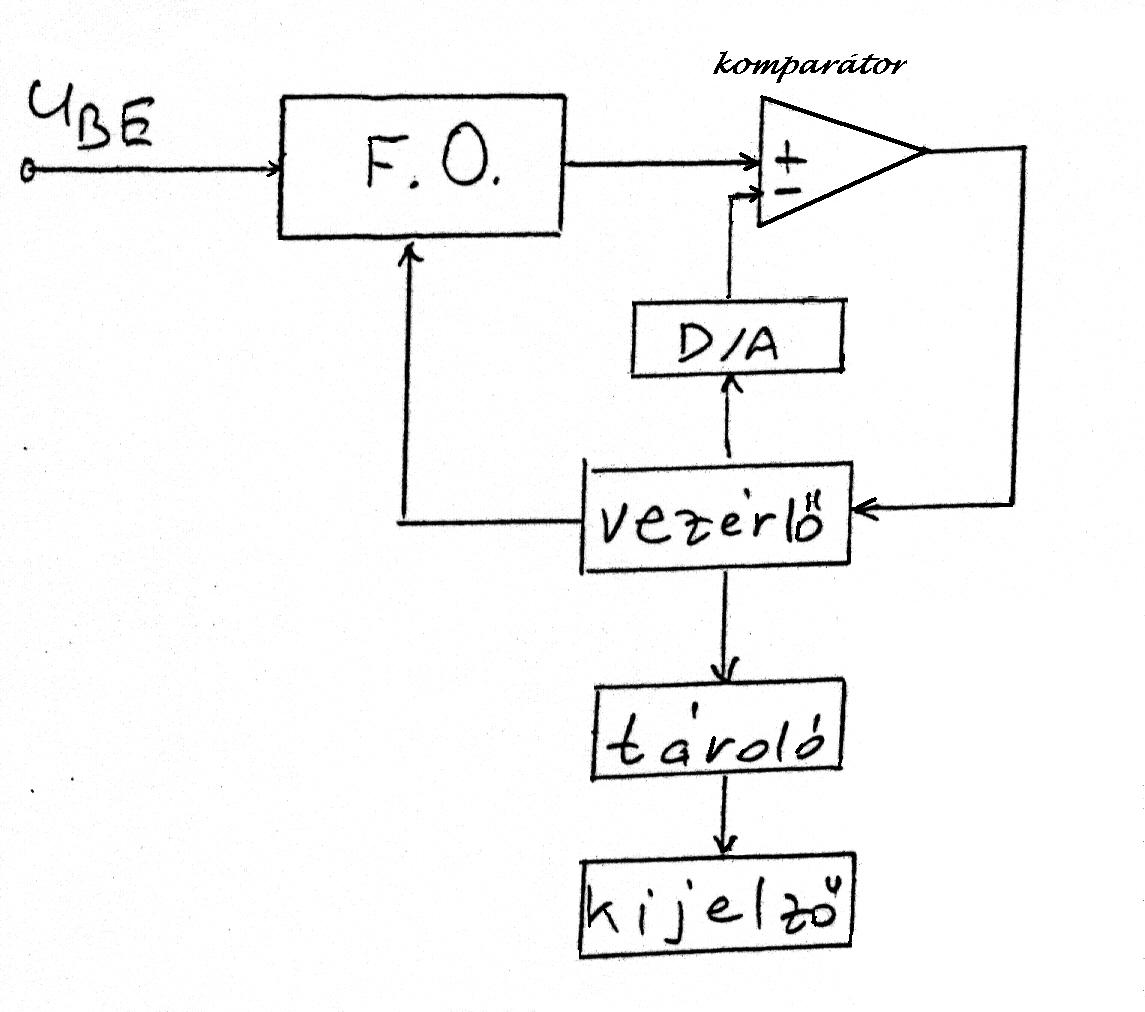 komparátor
UBE
F.O.
+
-
D/A
vezérlő
tároló
kijelző